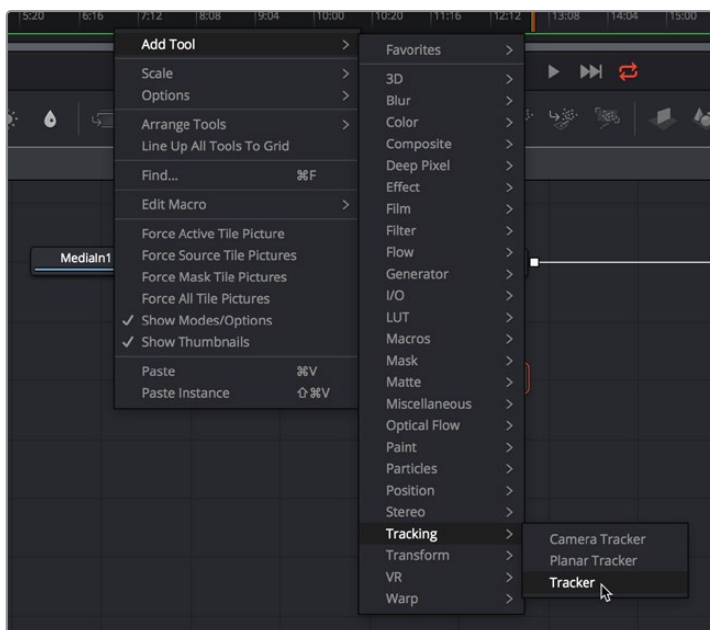 5:20 6:16 7:12 8:08 9:04 10:00 10:20 11:16 12:12 13:08 14:04 15:00
Add Tool
Scale
Options
Arrange Tools
Line Up All Tools To Grid
Find... ⌘F
Edit Macro
Force Active Tile Picture
Force Source Tile Pictures
Force Mask Tile Pictures
Force All Tile Pictures
✓ Show Modes/Options
✓ Show Thumbnails
Paste ⌘V
Paste Instance ⇧⌘V
MediaIn1
Favorites
3D
Blur
Color
Composite
Deep Pixel
Effect
Film
Filter
Flow
Generator
I/O
LUT
Macros
Mask
Matte
Miscellaneous
Optical Flow
Paint
Particles
Position
Stereo
Tracking
Transform
VR
Warp
Camera Tracker
Planar Tracker
Tracker